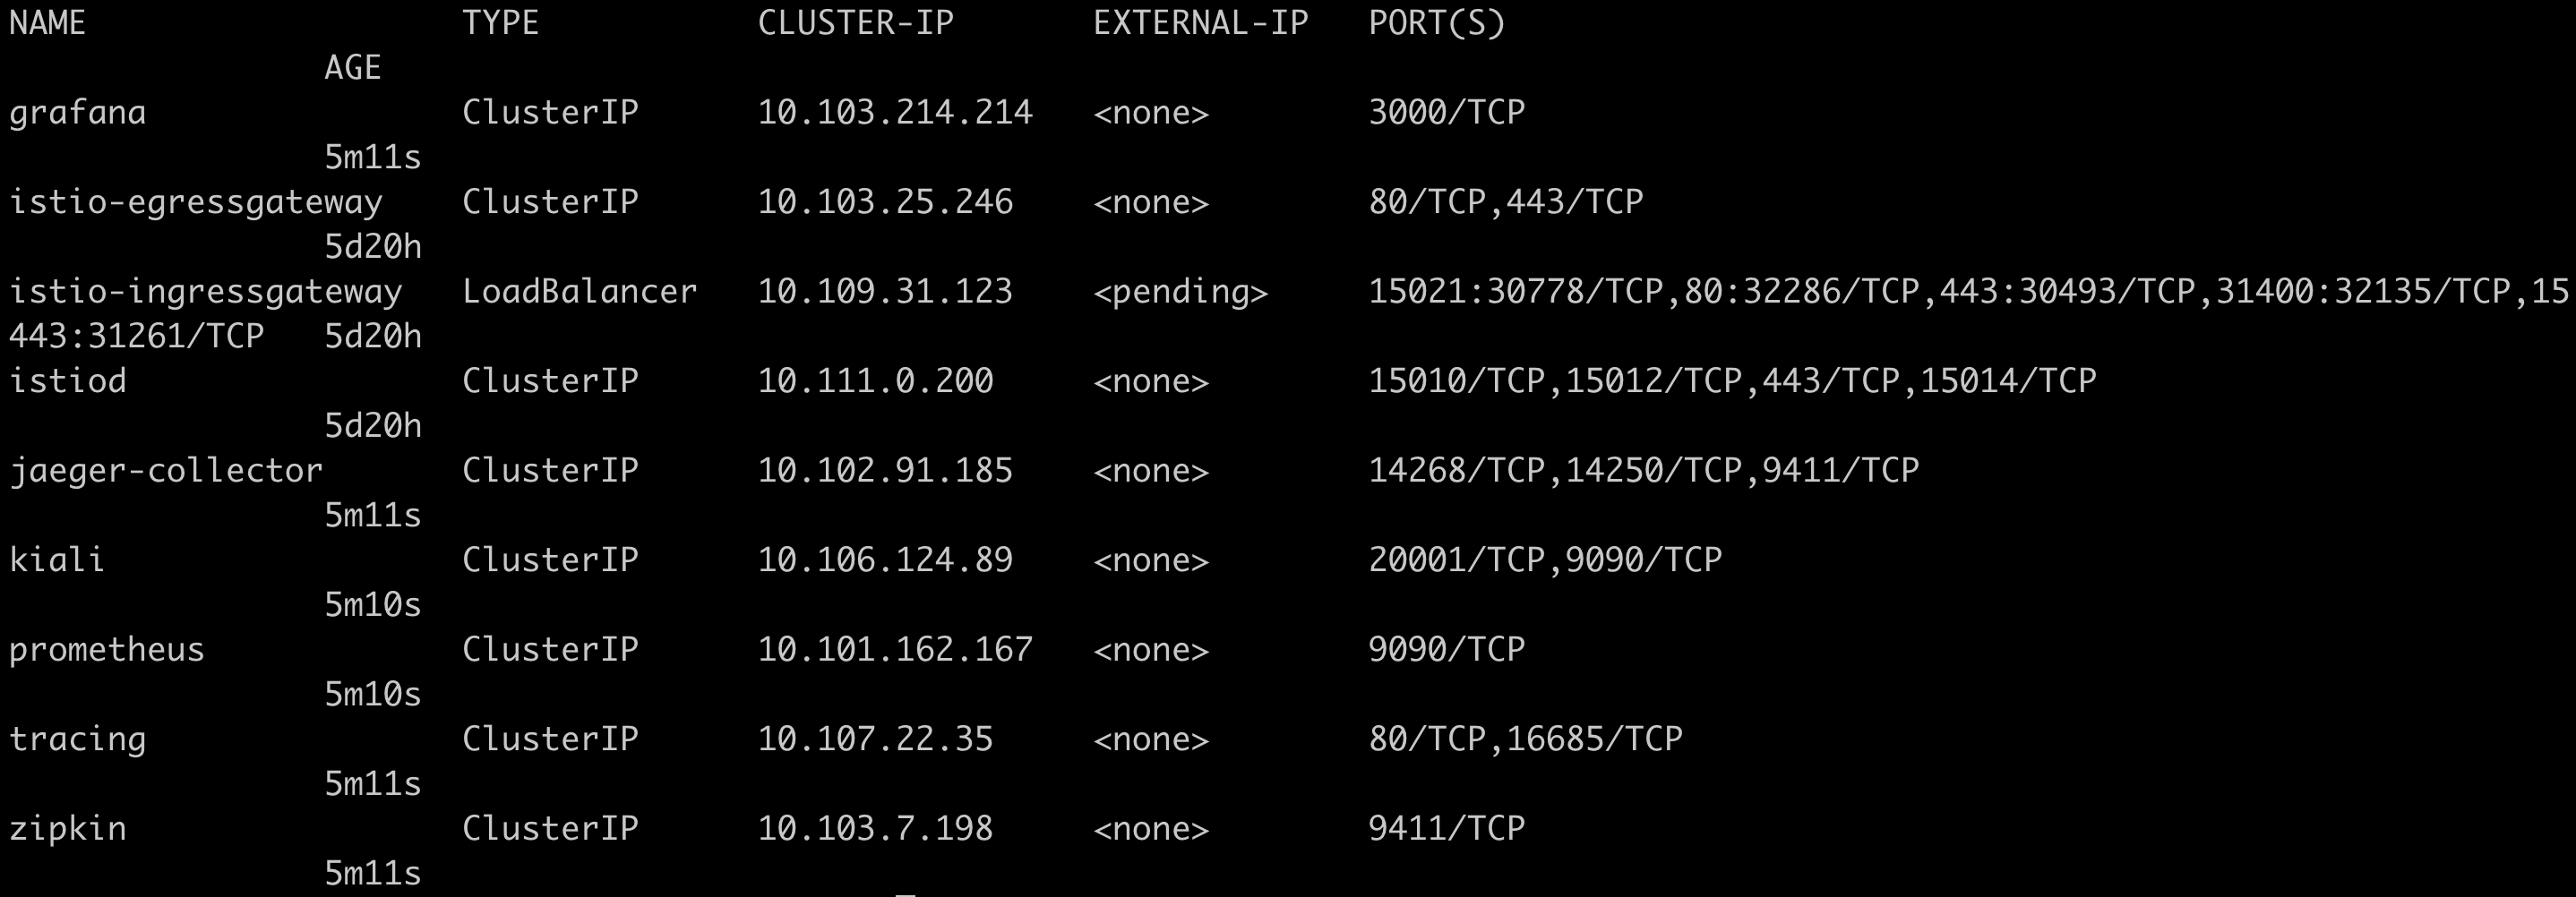 NAME                   TYPE           CLUSTER-IP       EXTERNAL-IP   PORT(S)
                AGE
grafana                ClusterIP      10.103.214.214   <none>        3000/TCP
                5m11s
istio-egressgateway    ClusterIP      10.103.25.246    <none>        80/TCP,443/TCP
                5d20h
istio-ingressgateway   LoadBalancer   10.109.31.123    <pending>     15021:30778/TCP,80:32286/TCP,443:30493/TCP,31400:32135/TCP,15
443:31261/TCP   5d20h
istiod                 ClusterIP      10.111.0.200     <none>        15010/TCP,15012/TCP,443/TCP,15014/TCP
                5d20h
jaeger-collector       ClusterIP      10.102.91.185    <none>        14268/TCP,14250/TCP,9411/TCP
                5m11s
kiali                  ClusterIP      10.106.124.89    <none>        20001/TCP,9090/TCP
                5m10s
prometheus             ClusterIP      10.101.162.167   <none>        9090/TCP
                5m10s
tracing                ClusterIP      10.107.22.35     <none>        80/TCP,16685/TCP
                5m11s
zipkin                 ClusterIP      10.103.7.198     <none>        9411/TCP
                5m11s